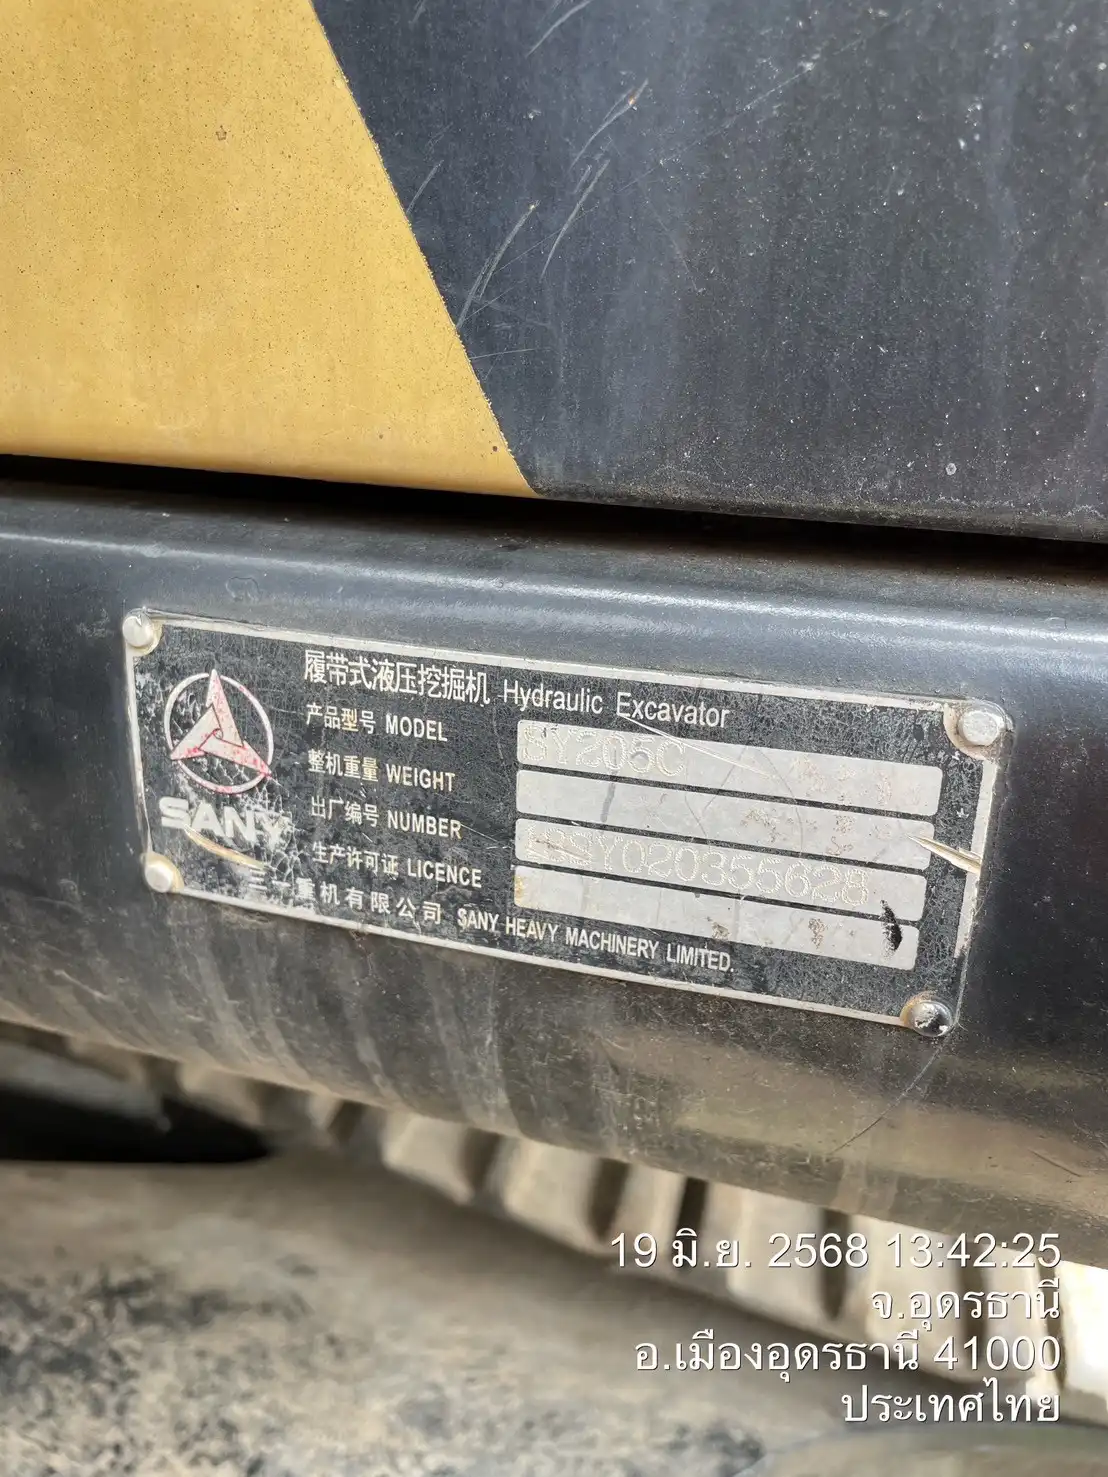 履带式液压挖掘机 Hydraulic Excavator
产品型号 MODEL SY205C
整机重量 WEIGHT
出厂编号 NUMBER
生产许可证 LICENCE
SANY
三一重机有限公司 SANY HEAVY MACHINERY LIMITED.
19 มิ.ย. 2568 13:42:25
จ.อุดรธานี
อ.เมืองอุดรธานี 41000
ประเทศไทย